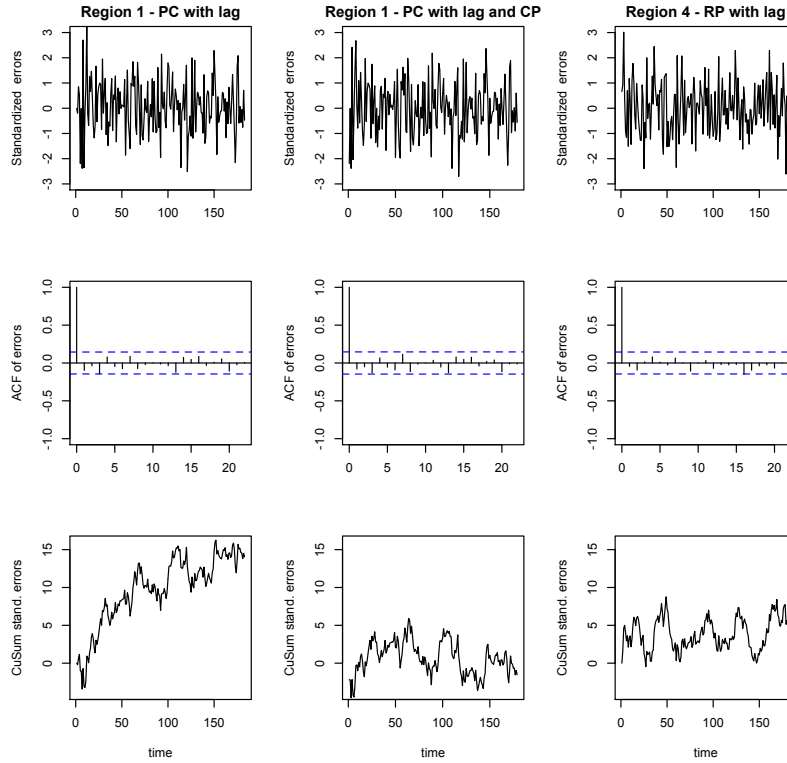 Region 1 - PC with lag
Region 1 - PC with lag and CP
Region 4 - RP with lag
Standardized errors
3
2
1
0
-1
-2
-3
0 50 100 150
Standardized errors
3
2
1
0
-1
-2
-3
0 50 100 150
Standardized errors
3
2
1
0
-1
-2
-3
0 50 100 150
ACF of errors
1.0
0.5
0.0
-0.5
-1.0
0 5 10 15 20
ACF of errors
1.0
0.5
0.0
-0.5
-1.0
0 5 10 15 20
ACF of errors
1.0
0.5
0.0
-0.5
-1.0
0 5 10 15 20
CuSum stand. errors
15
10
5
0
0 50 100 150
time
CuSum stand. errors
15
10
5
0
0 50 100 150
time
CuSum stand. errors
15
10
5
0
0 50 100 150
time